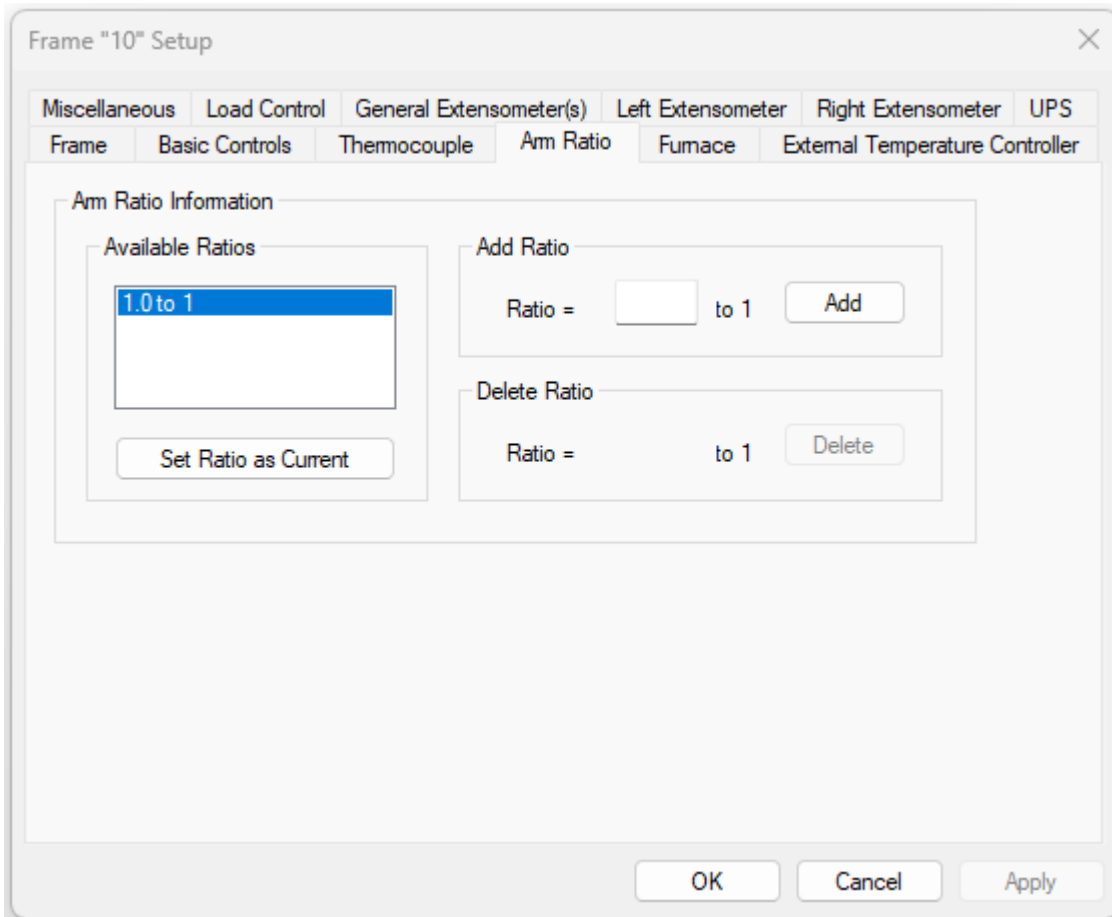 Frame "10" Setup
Miscellaneous Load Control General Extensometer(s) Left Extensometer Right Extensometer UPS
Frame Basic Controls Thermocouple Arm Ratio Furnace External Temperature Controller
Arm Ratio Information
Available Ratios
1.0 to 1
Set Ratio as Current
Add Ratio
Ratio = to 1 Add
Delete Ratio
Ratio = to 1 Delete
OK Cancel Apply